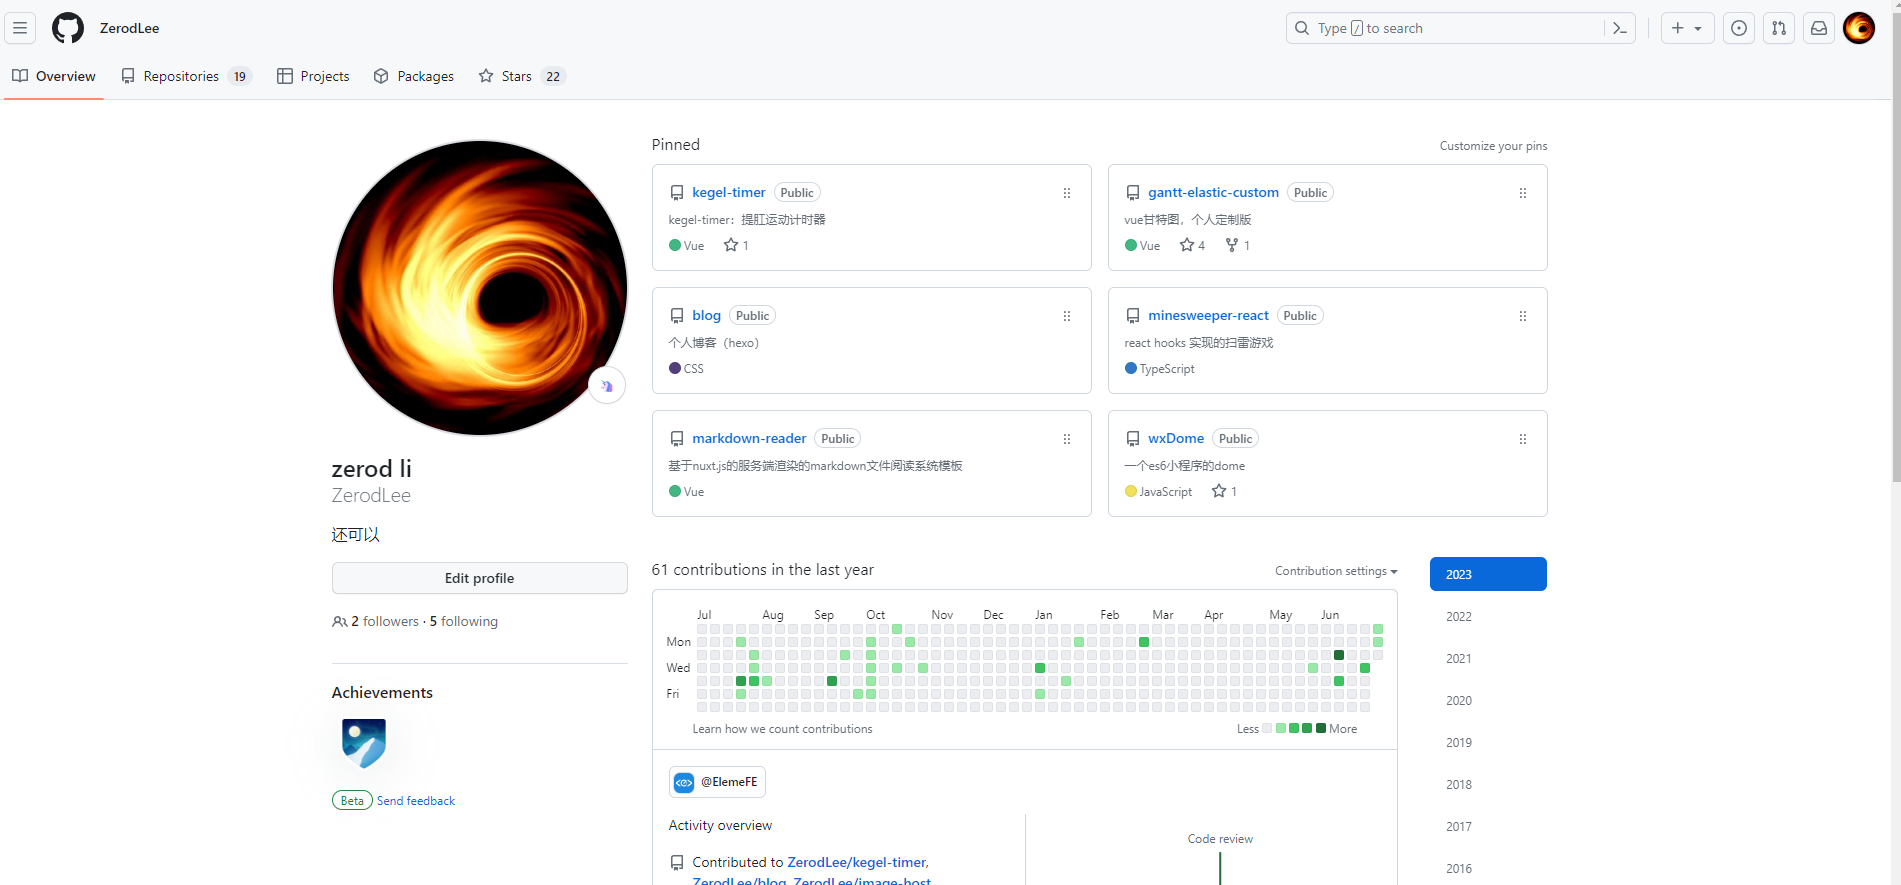 ZerodLee
Type / to search
Overview
Repositories 19
Projects
Packages
Stars 22
zerod li
ZerodLee
还可以
Edit profile
2 followers · 5 following
Achievements
Beta Send feedback
Pinned
Customize your pins
kegel-timer Public
kegel-timer：提肛运动计时器
Vue 1
gantt-elastic-custom Public
vue甘特图，个人定制版
Vue 4 1
blog Public
个人博客（hexo）
CSS
minesweeper-react Public
react hooks 实现的扫雷游戏
TypeScript
markdown-reader Public
基于nuxt.js的服务端渲染的markdown文件阅读系统模板
Vue
wxDome Public
一个es6小程序的dome
JavaScript 1
61 contributions in the last year
Contribution settings
Jul Aug Sep Oct Nov Dec Jan Feb Mar Apr May Jun
Mon
Wed
Fri
Learn how we count contributions
Less More
@ElemeFE
Activity overview
Contributed to ZerodLee/kegel-timer,
ZerodLee/blog, ZerodLee/image-host
Code review
2023
2022
2021
2020
2019
2018
2017
2016